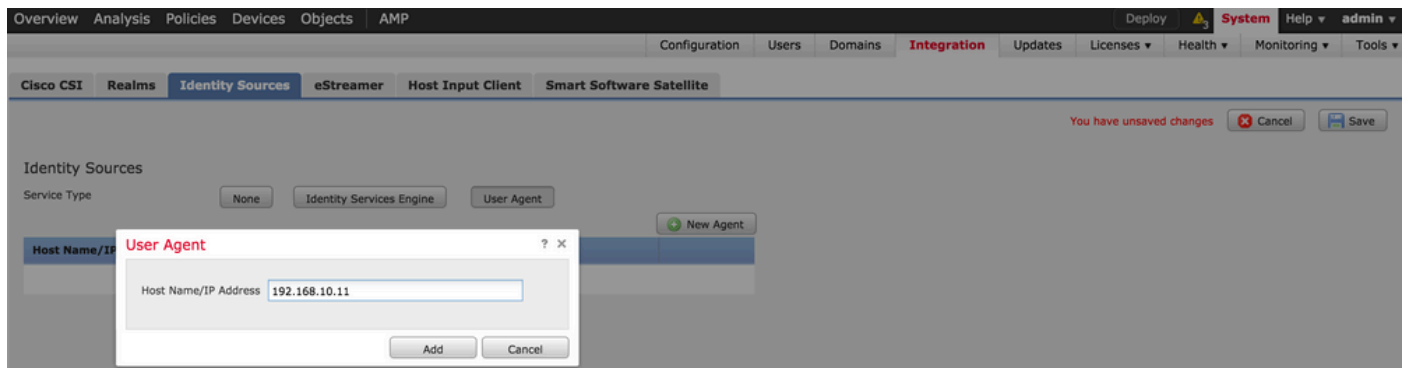 Overview Analysis Policies Devices Objects AMP Deploy 3 System Help admin
Configuration Users Domains Integration Updates Licenses Health Monitoring Tools
Cisco CSI Realms Identity Sources eStreamer Host Input Client Smart Software Satellite
You have unsaved changes Cancel Save
Identity Sources
Service Type None Identity Services Engine User Agent
New Agent
Host Name/IP
User Agent ?
Host Name/IP Address 192.168.10.11
Add Cancel